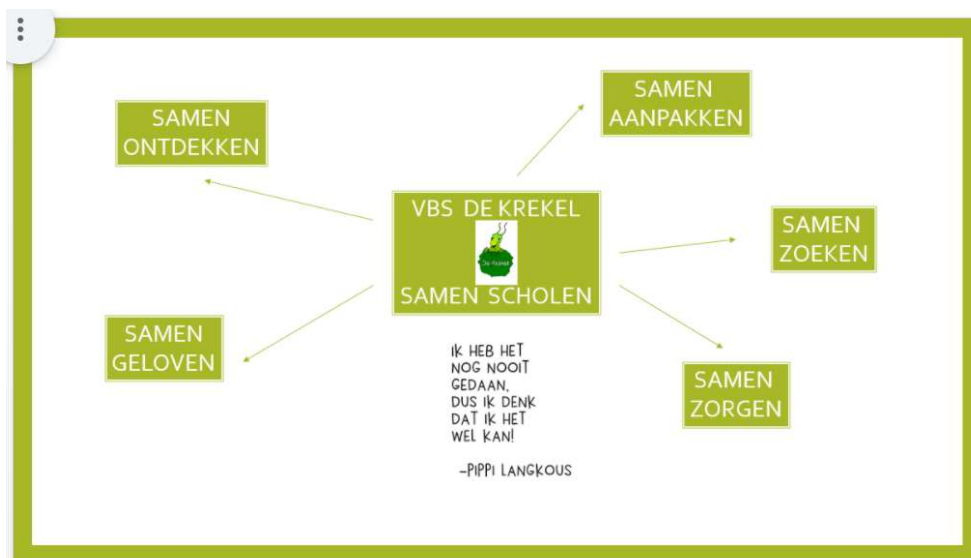 SAMEN
ONTDEKKEN
SAMEN
AANPAKKEN
VBS DE KREKEL
SAMEN SCHOLEN
SAMEN
ZOEKEN
SAMEN
GELOVEN
SAMEN
ZORGEN
IK HEB HET
NOG NOOIT
GEDAAN,
DUS IK DENK
DAT IK HET
WEL KAN!
-PIPPI LANGKOUS